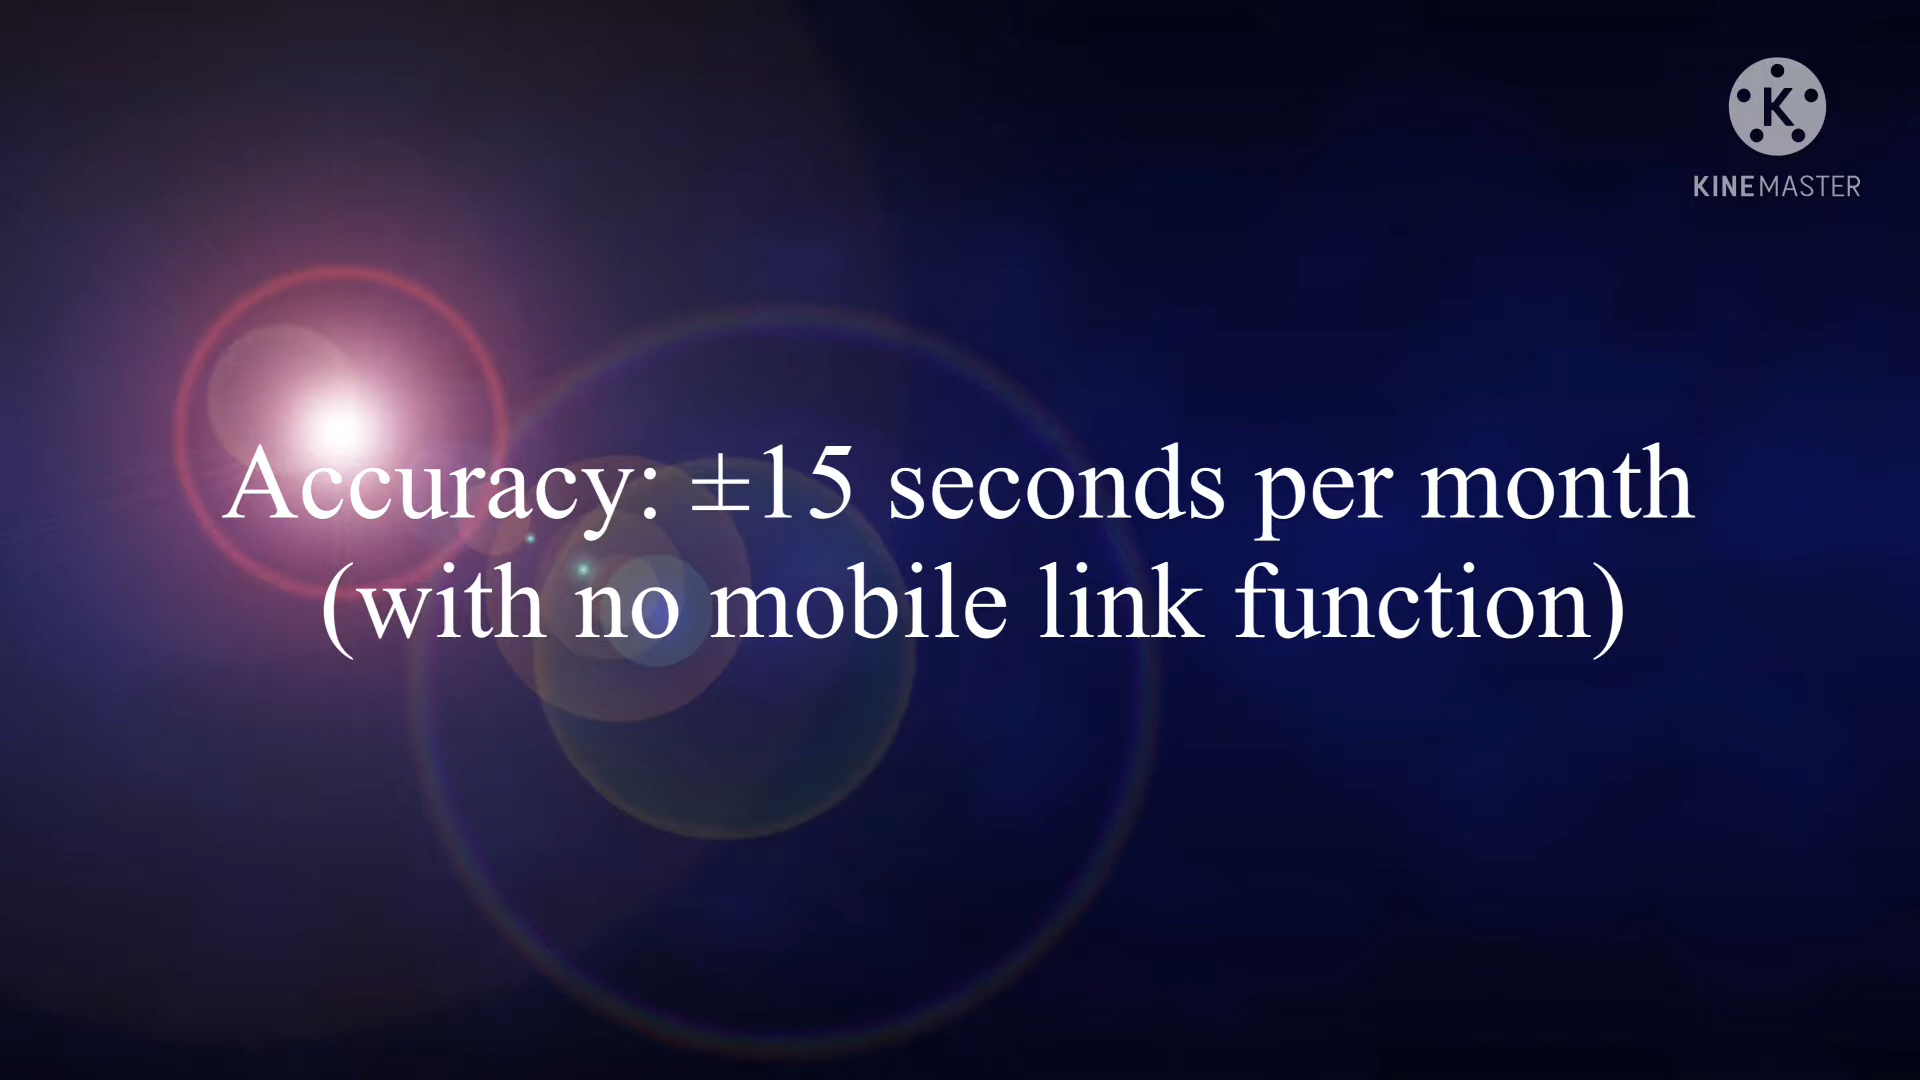 K
KINEMASTER
Accuracy: ±15 seconds per month
(with no mobile link function)